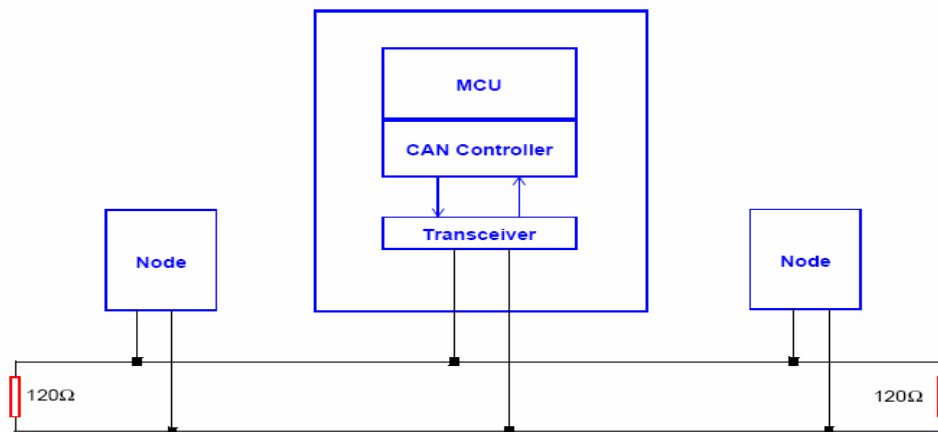 MCU
CAN Controller
Transceiver
Node
Node
120Ω
120Ω